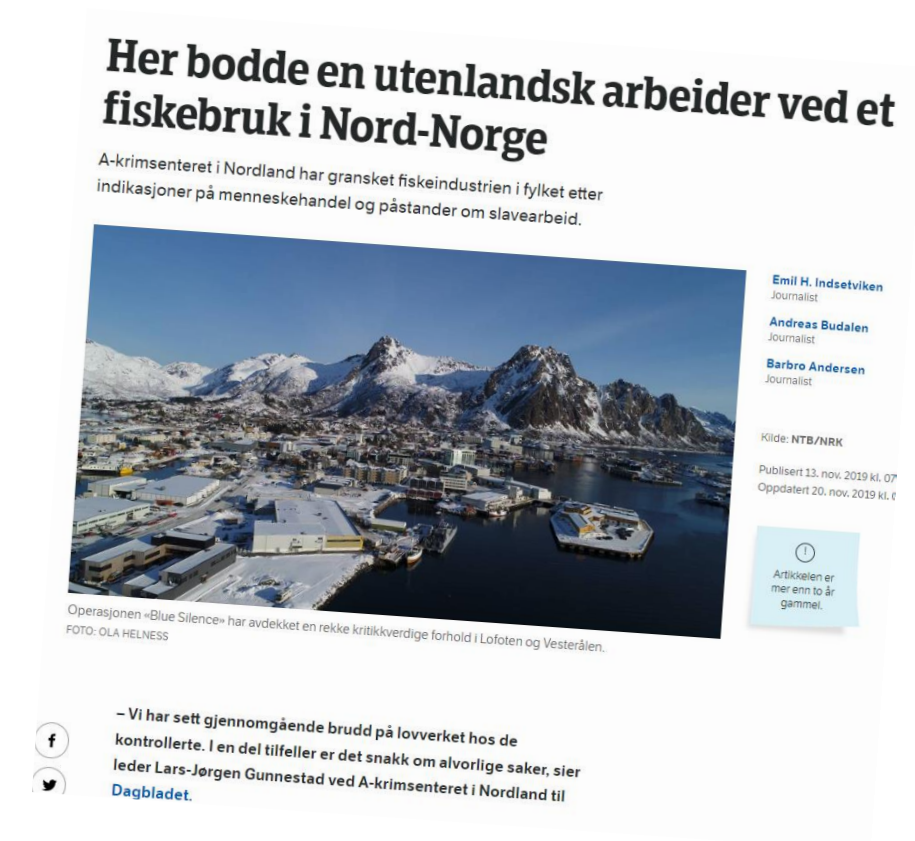 Her bodde en utenlandsk arbeider ved et
fiskebruk i Nord-Norge
A-krimsenteret i Nordland har gransket fiskeindustrien i fylket etter
indikasjoner på menneskehandel og påstander om slavearbeid.
Emil H. Indsetviken
Journalist
Andreas Budalen
Journalist
Barbro Andersen
Journalist
Kilde: NTB/NRK
Publisert 13. nov. 2019 kl. 07
Oppdatert 20. nov. 2019 kl.
Artikkelen er
mer enn to år
gammel.
Operasjonen «Blue Silence» har avdekket en rekke kritikkverdige forhold i Lofoten og Vesterålen.
FOTO: OLA HELNESS
– Vi har sett gjennomgående brudd på lovverket hos de
kontrollerte. I en del tilfeller er det snakk om alvorlige saker, sier
leder Lars-Jørgen Gunnestad ved A-krimsenteret i Nordland til
Dagbladet.